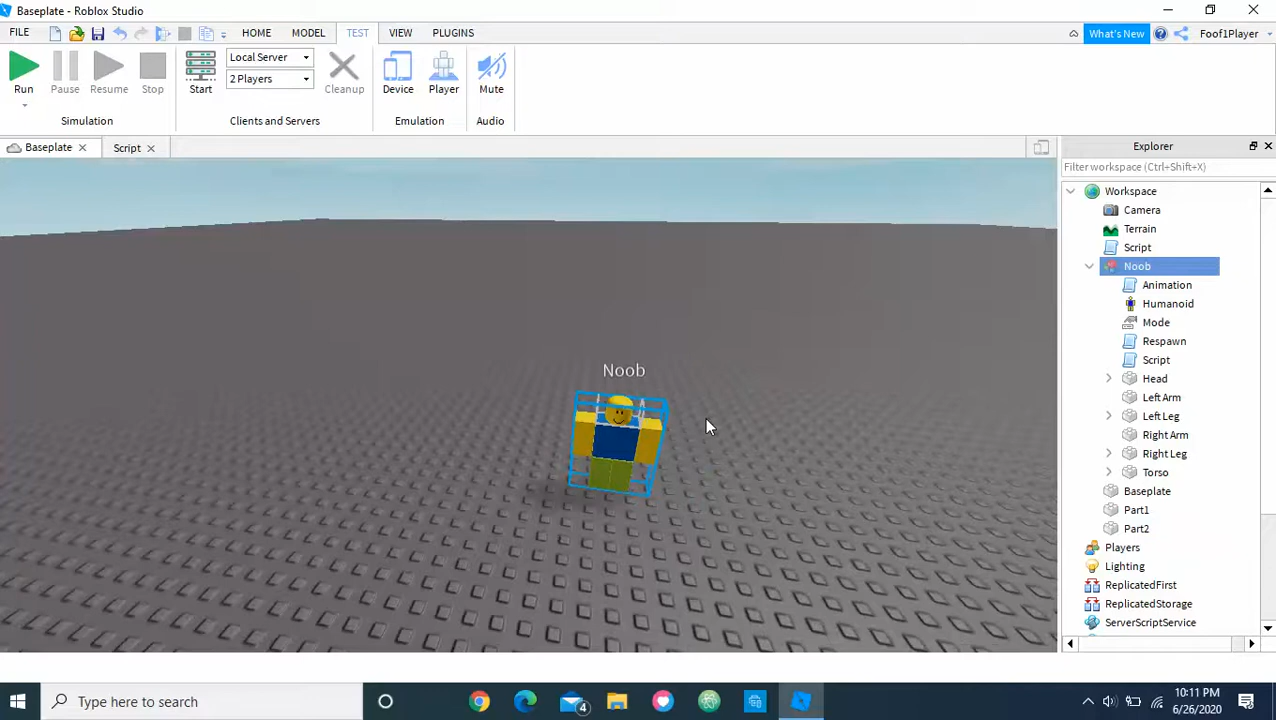 Baseplate - Roblox Studio
FILE HOME MODEL TEST VIEW PLUGINS What's New Foof1Player
Run Pause Resume Stop
Simulation
Start Local Server 2 Players Cleanup
Clients and Servers
Device Player
Emulation
Mute
Audio
Baseplate Script
Explorer
Filter workspace (Ctrl+Shift+X)
Workspace
Camera
Terrain
Script
Noob
Animation
Humanoid
Mode
Respawn
Script
Head
Left Arm
Left Leg
Right Arm
Right Leg
Torso
Baseplate
Part1
Part2
Players
Lighting
ReplicatedFirst
ReplicatedStorage
ServerScriptService
Noob
Type here to search
4
10:11 PM
6/26/2020